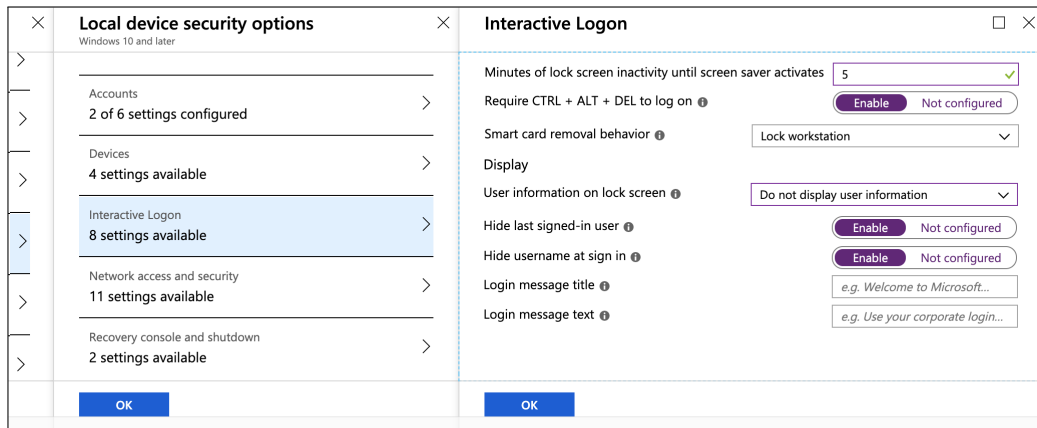 Local device security options
Windows 10 and later
Accounts
2 of 6 settings configured
Devices
4 settings available
Interactive Logon
8 settings available
Network access and security
11 settings available
Recovery console and shutdown
2 settings available
OK
Interactive Logon
Minutes of lock screen inactivity until screen saver activates 5
Require CTRL + ALT + DEL to log on Enable Not configured
Smart card removal behavior Lock workstation
Display
User information on lock screen Do not display user information
Hide last signed-in user Enable Not configured
Hide username at sign in Enable Not configured
Login message title e.g. Welcome to Microsoft...
Login message text e.g. Use your corporate login...
OK